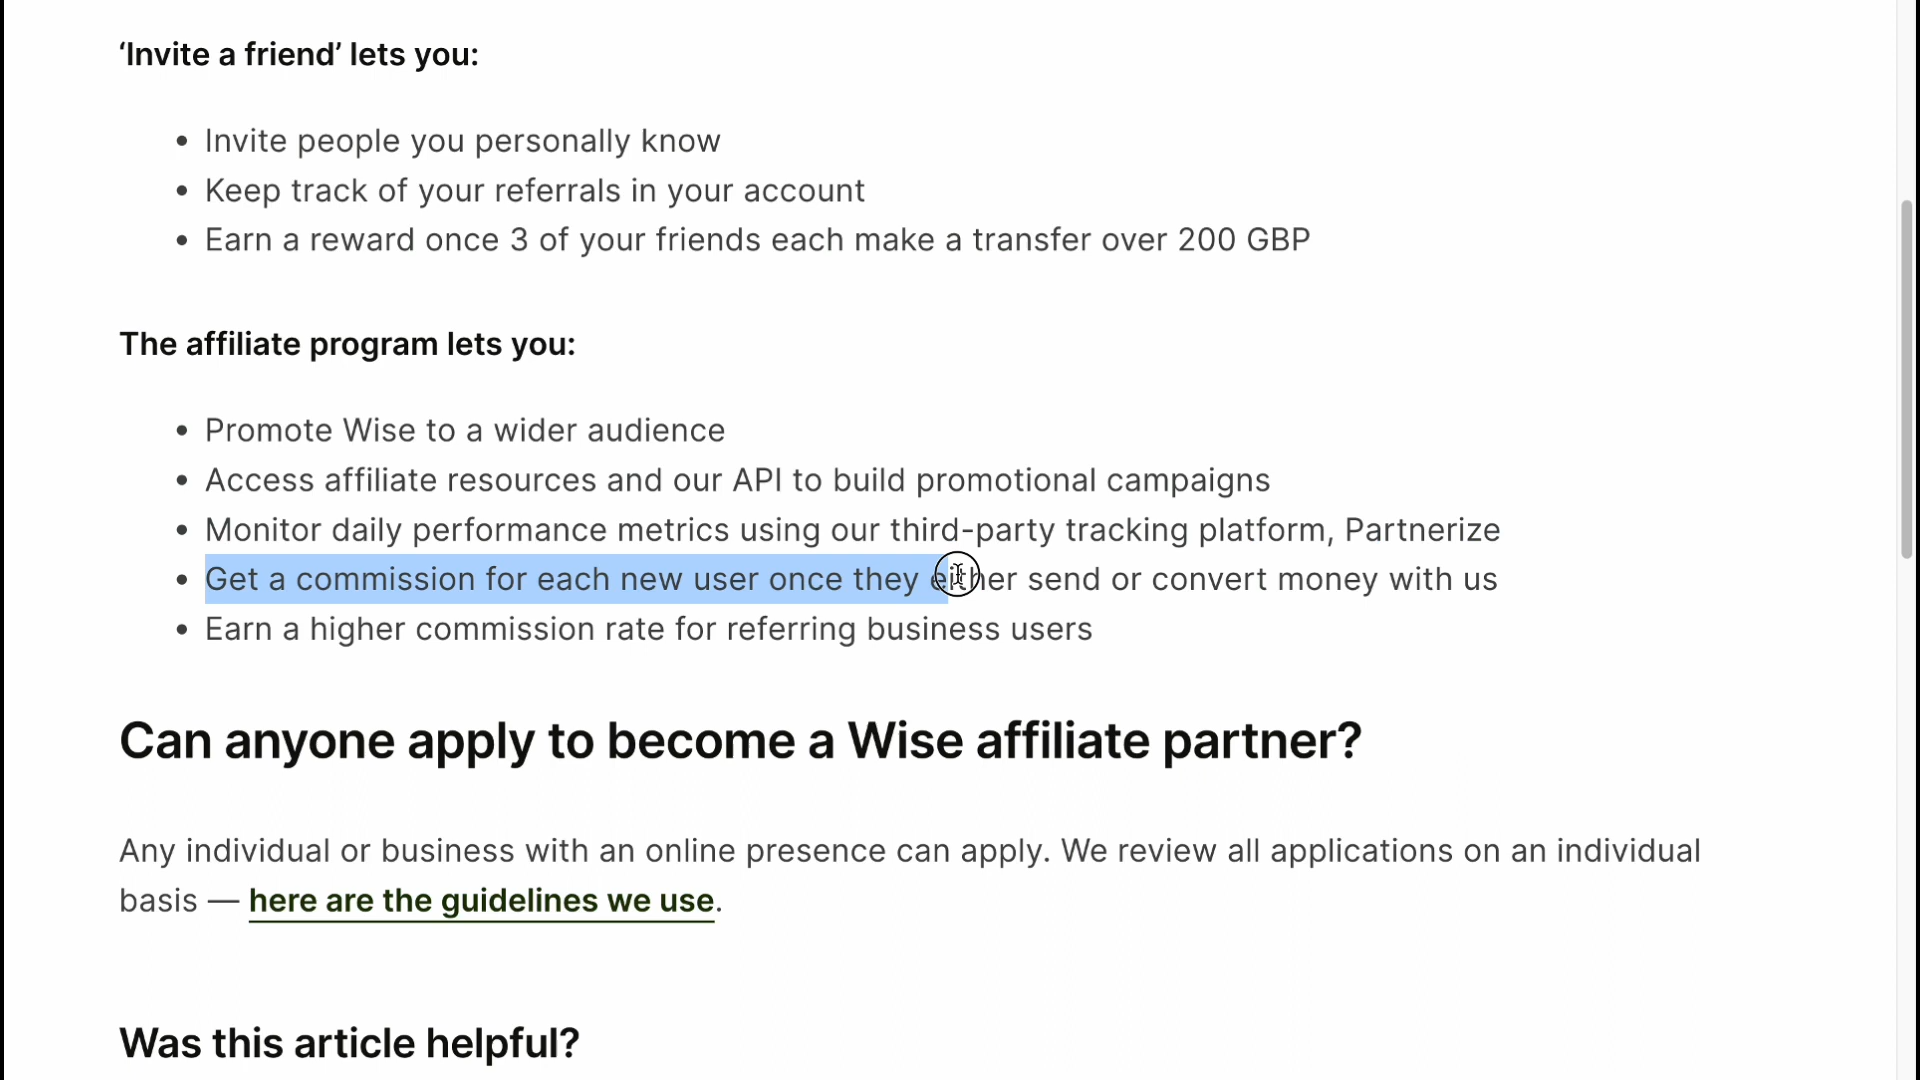 ‘Invite a friend’ lets you:
• Invite people you personally know
• Keep track of your referrals in your account
• Earn a reward once 3 of your friends each make a transfer over 200 GBP
The affiliate program lets you:
• Promote Wise to a wider audience
• Access affiliate resources and our API to build promotional campaigns
• Monitor daily performance metrics using our third-party tracking platform, Partnerize
• Get a commission for each new user once they either send or convert money with us
• Earn a higher commission rate for referring business users
Can anyone apply to become a Wise affiliate partner?
Any individual or business with an online presence can apply. We review all applications on an individual
basis — here are the guidelines we use.
Was this article helpful?